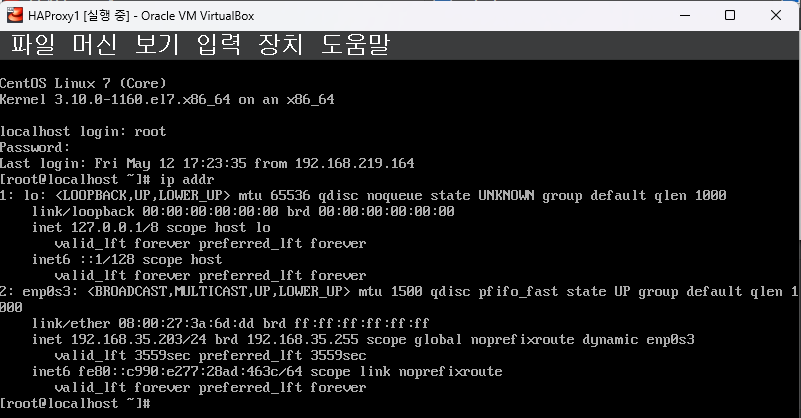 HAProxy1 [실행 중] - Oracle VM VirtualBox
파일 머신 보기 입력 장치 도움말
CentOS Linux 7 (Core)
Kernel 3.10.0-1160.el7.x86_64 on an x86_64
localhost login: root
Password:
Last login: Fri May 12 17:23:35 from 192.168.219.164
[root@localhost ~]# ip addr
1: lo: <LOOPBACK,UP,LOWER_UP> mtu 65536 qdisc noqueue state UNKNOWN group default qlen 1000
    link/loopback 00:00:00:00:00:00 brd 00:00:00:00:00:00
    inet 127.0.0.1/8 scope host lo
       valid_lft forever preferred_lft forever
    inet6 ::1/128 scope host
       valid_lft forever preferred_lft forever
2: enp0s3: <BROADCAST,MULTICAST,UP,LOWER_UP> mtu 1500 qdisc pfifo_fast state UP group default qlen 1
000
    link/ether 08:00:27:3a:6d:dd brd ff:ff:ff:ff:ff:ff
    inet 192.168.35.203/24 brd 192.168.35.255 scope global noprefixroute dynamic enp0s3
       valid_lft 3559sec preferred_lft 3559sec
    inet6 fe80::c990:e277:28ad:463c/64 scope link noprefixroute
       valid_lft forever preferred_lft forever
[root@localhost ~]#